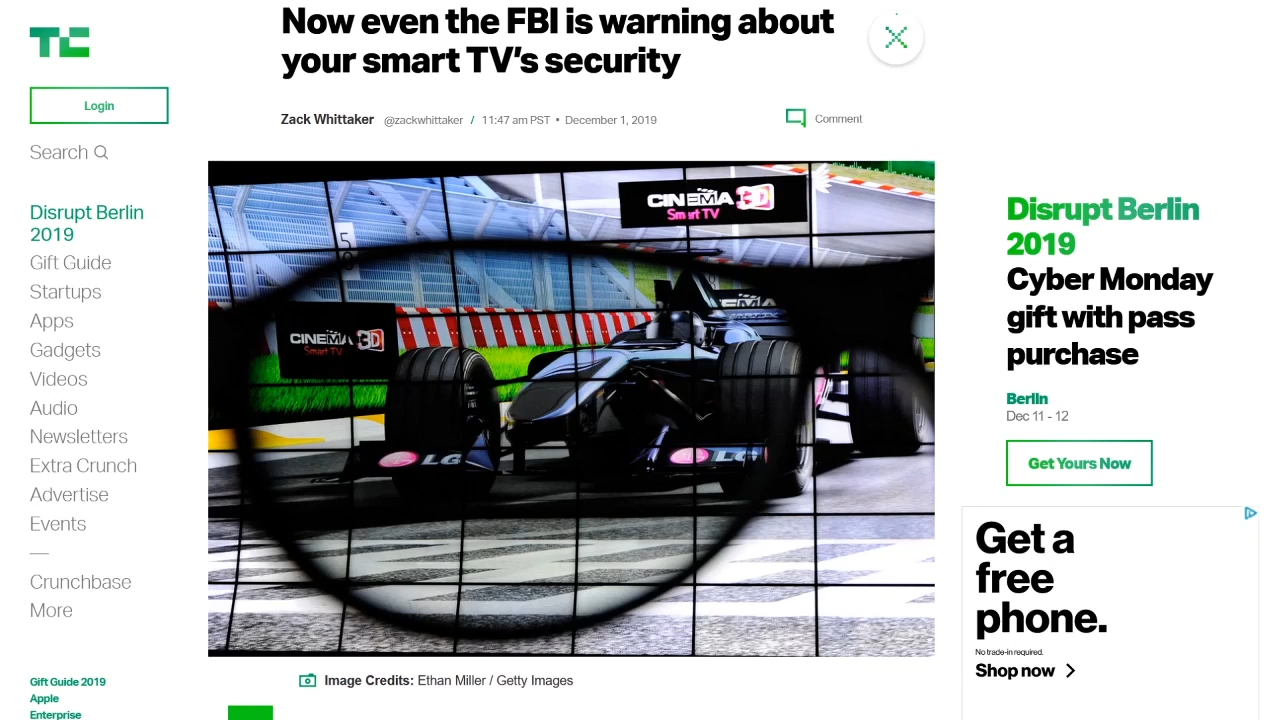 TC
Login
Search
Disrupt Berlin
2019
Gift Guide
Startups
Apps
Gadgets
Videos
Audio
Newsletters
Extra Crunch
Advertise
Events
—
Crunchbase
More
Gift Guide 2019
Apple
Enterprise
Now even the FBI is warning about
your smart TV's security
Zack Whittaker @zackwhittaker / 11:47 am PST • December 1, 2019
Comment
CINEMA 3D
Smart TV
CINEMA 3D
Smart TV
CINEMA
LG
LG
Image Credits: Ethan Miller / Getty Images
Disrupt Berlin
2019
Cyber Monday
gift with pass
purchase
Berlin
Dec 11 - 12
Get Yours Now
Get a
free
phone.
No trade-in required.
Shop now